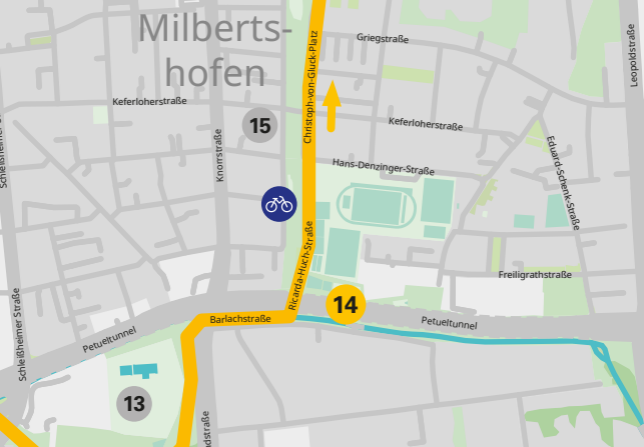 Milberts-
hofen
Griegstraße
Leopoldstraße
Christoph-von-Gluck-Platz
Keferloherstraße
15
Keferloherstraße
Knorrstraße
Hans-Denzinger-Straße
Eduard-Schenk-Straße
Ricarda-Huch-Straße
Freiligrathstraße
Schleißheimer Straße
14
Barlachstraße
Petueltunnel
Petueltunnel
13